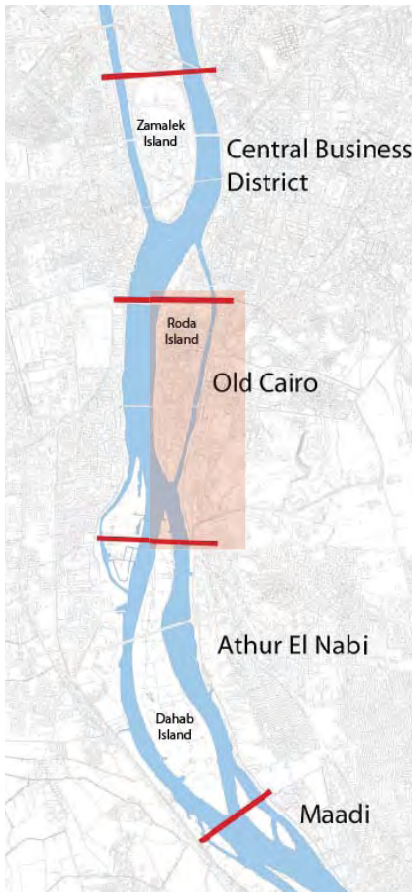 Zamalek
Island
Central Business
District
Roda
Island
Old Cairo
Athur El Nabi
Dahab
Island
Maadi